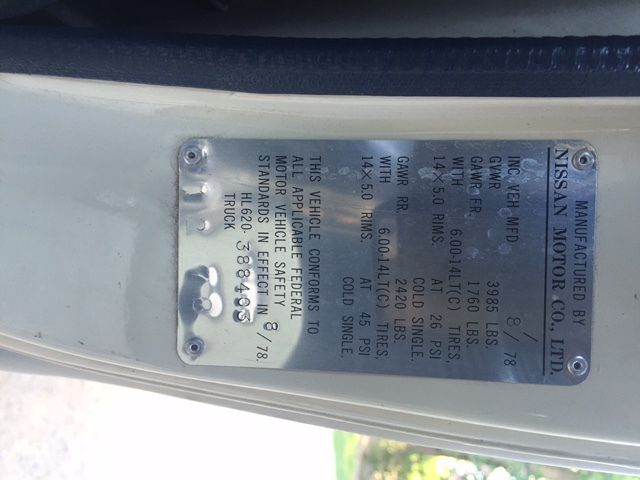 MANUFACTURED BY
NISSAN MOTOR CO., LTD.
INC. VEH. MFD 8/78
GVWR 3985 LBS.
GAWR FR. 1760 LBS.
WITH 6.00-14LT(C) TIRES,
14×5.0 RIMS. AT 26 PSI
COLD SINGLE.
GAWR RR. 2420 LBS.
WITH 6.00-14LT(C) TIRES,
14×5.0 RIMS. AT 45 PSI
COLD SINGLE.
THIS VEHICLE CONFORMS TO
ALL APPLICABLE FEDERAL
MOTOR VEHICLE SAFETY
STANDARDS IN EFFECT IN 8/78.
HL620-388403
TRUCK